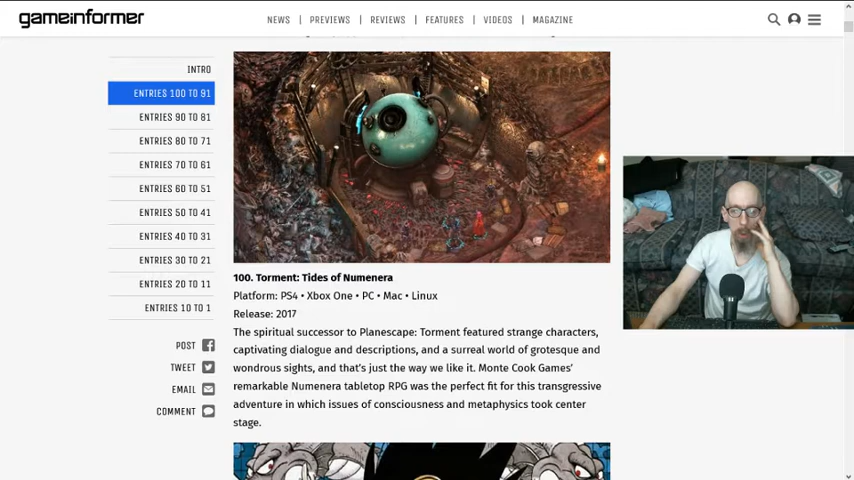 gameinformer
NEWS | PREVIEWS | REVIEWS | FEATURES | VIDEOS | MAGAZINE
INTRO
ENTRIES 100 TO 91
ENTRIES 90 TO 81
ENTRIES 80 TO 71
ENTRIES 70 TO 61
ENTRIES 60 TO 51
ENTRIES 50 TO 41
ENTRIES 40 TO 31
ENTRIES 30 TO 21
ENTRIES 20 TO 11
ENTRIES 10 TO 1
POST
TWEET
EMAIL
COMMENT
100. Torment: Tides of Numenera
Platform: PS4 • Xbox One • PC • Mac • Linux
Release: 2017
The spiritual successor to Planescape: Torment featured strange characters,
captivating dialogue and descriptions, and a surreal world of grotesque and
wondrous sights, and that's just the way we like it. Monte Cook Games'
remarkable Numenera tabletop RPG was the perfect fit for this transgressive
adventure in which issues of consciousness and metaphysics took center
stage.